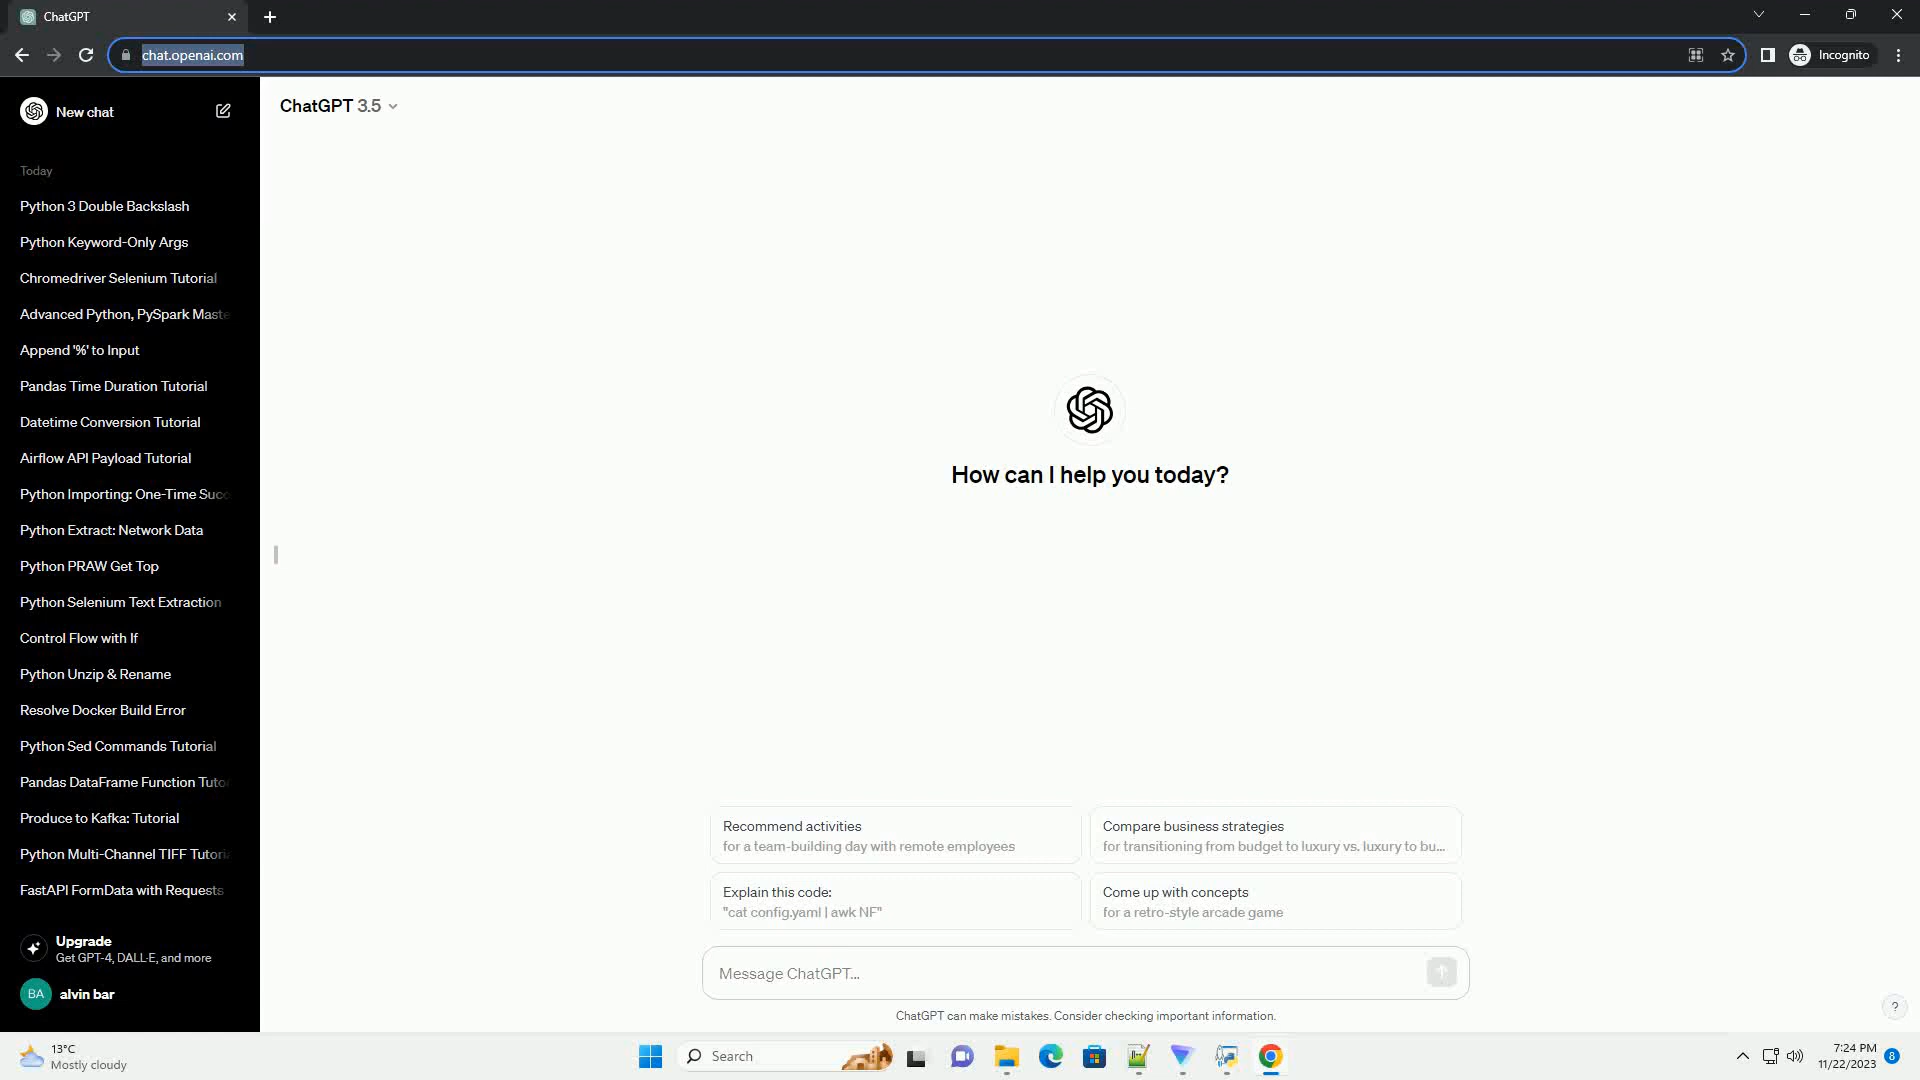 ChatGPT
chat.openai.com
Incognito
New chat
ChatGPT 3.5
Today
Python 3 Double Backslash
Python Keyword-Only Args
Chromedriver Selenium Tutorial
Advanced Python, PySpark Maste
Append '%' to Input
Pandas Time Duration Tutorial
Datetime Conversion Tutorial
Airflow API Payload Tutorial
Python Importing: One-Time Succ
Python Extract: Network Data
Python PRAW Get Top
Python Selenium Text Extraction
Control Flow with If
Python Unzip & Rename
Resolve Docker Build Error
Python Sed Commands Tutorial
Pandas DataFrame Function Tuto
Produce to Kafka: Tutorial
Python Multi-Channel TIFF Tutoria
FastAPI FormData with Requests
Upgrade
Get GPT-4, DALL·E, and more
BA
alvin bar
How can I help you today?
Recommend activities
for a team-building day with remote employees
Compare business strategies
for transitioning from budget to luxury vs. luxury to bu...
Explain this code:
"cat config.yaml | awk NF"
Come up with concepts
for a retro-style arcade game
Message ChatGPT...
ChatGPT can make mistakes. Consider checking important information.
?
13°C
Mostly cloudy
Search
7:24 PM
11/22/2023
8